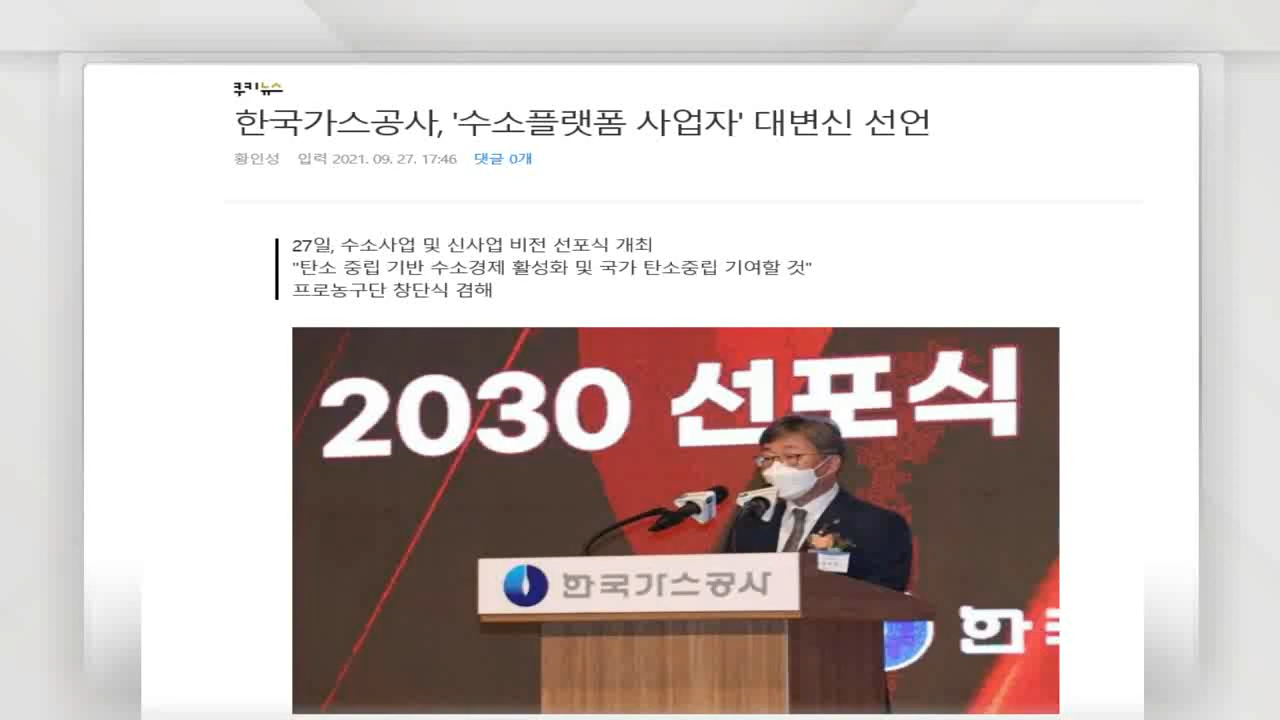 쿠키뉴스
한국가스공사, '수소플랫폼 사업자' 대변신 선언
황인성 입력 2021. 09. 27. 17:46 댓글 0개
27일, 수소사업 및 신사업 비전 선포식 개최
"탄소 중립 기반 수소경제 활성화 및 국가 탄소중립 기여할 것"
프로농구단 창단식 겸해
2030 선포식
한국가스공사
한